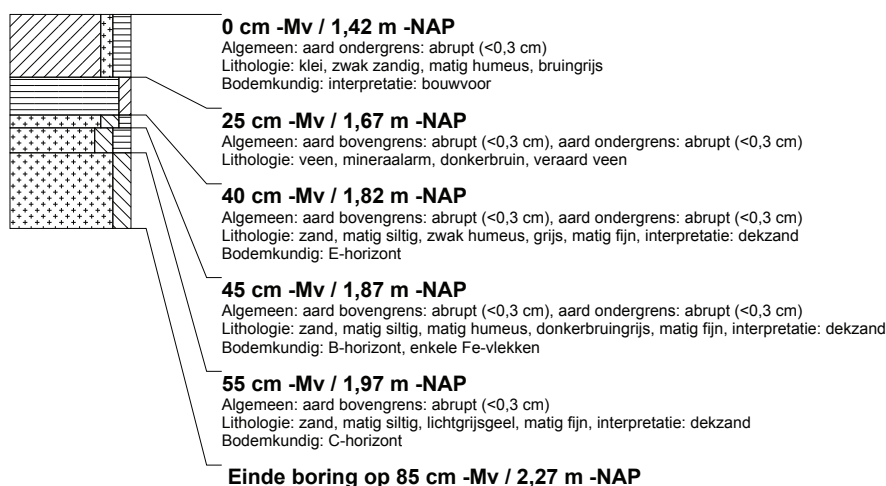 0 cm -Mv / 1,42 m -NAP
Algemeen: aard ondergrens: abrupt (<0,3 cm)
Lithologie: klei, zwak zandig, matig humeus, bruingrijs
Bodemkundig: interpretatie: bouwvoor
25 cm -Mv / 1,67 m -NAP
Algemeen: aard bovengrens: abrupt (<0,3 cm), aard ondergrens: abrupt (<0,3 cm)
Lithologie: veen, mineraalarm, donkerbruin, veraard veen
40 cm -Mv / 1,82 m -NAP
Algemeen: aard bovengrens: abrupt (<0,3 cm), aard ondergrens: abrupt (<0,3 cm)
Lithologie: zand, matig siltig, zwak humeus, grijs, matig fijn, interpretatie: dekzand
Bodemkundig: E-horizont
45 cm -Mv / 1,87 m -NAP
Algemeen: aard bovengrens: abrupt (<0,3 cm), aard ondergrens: abrupt (<0,3 cm)
Lithologie: zand, matig siltig, matig humeus, donkerbruingrijs, matig fijn, interpretatie: dekzand
Bodemkundig: B-horizont, enkele Fe-vlekken
55 cm -Mv / 1,97 m -NAP
Algemeen: aard bovengrens: abrupt (<0,3 cm)
Lithologie: zand, matig siltig, lichtgrijsgeel, matig fijn, interpretatie: dekzand
Bodemkundig: C-horizont
Einde boring op 85 cm -Mv / 2,27 m -NAP